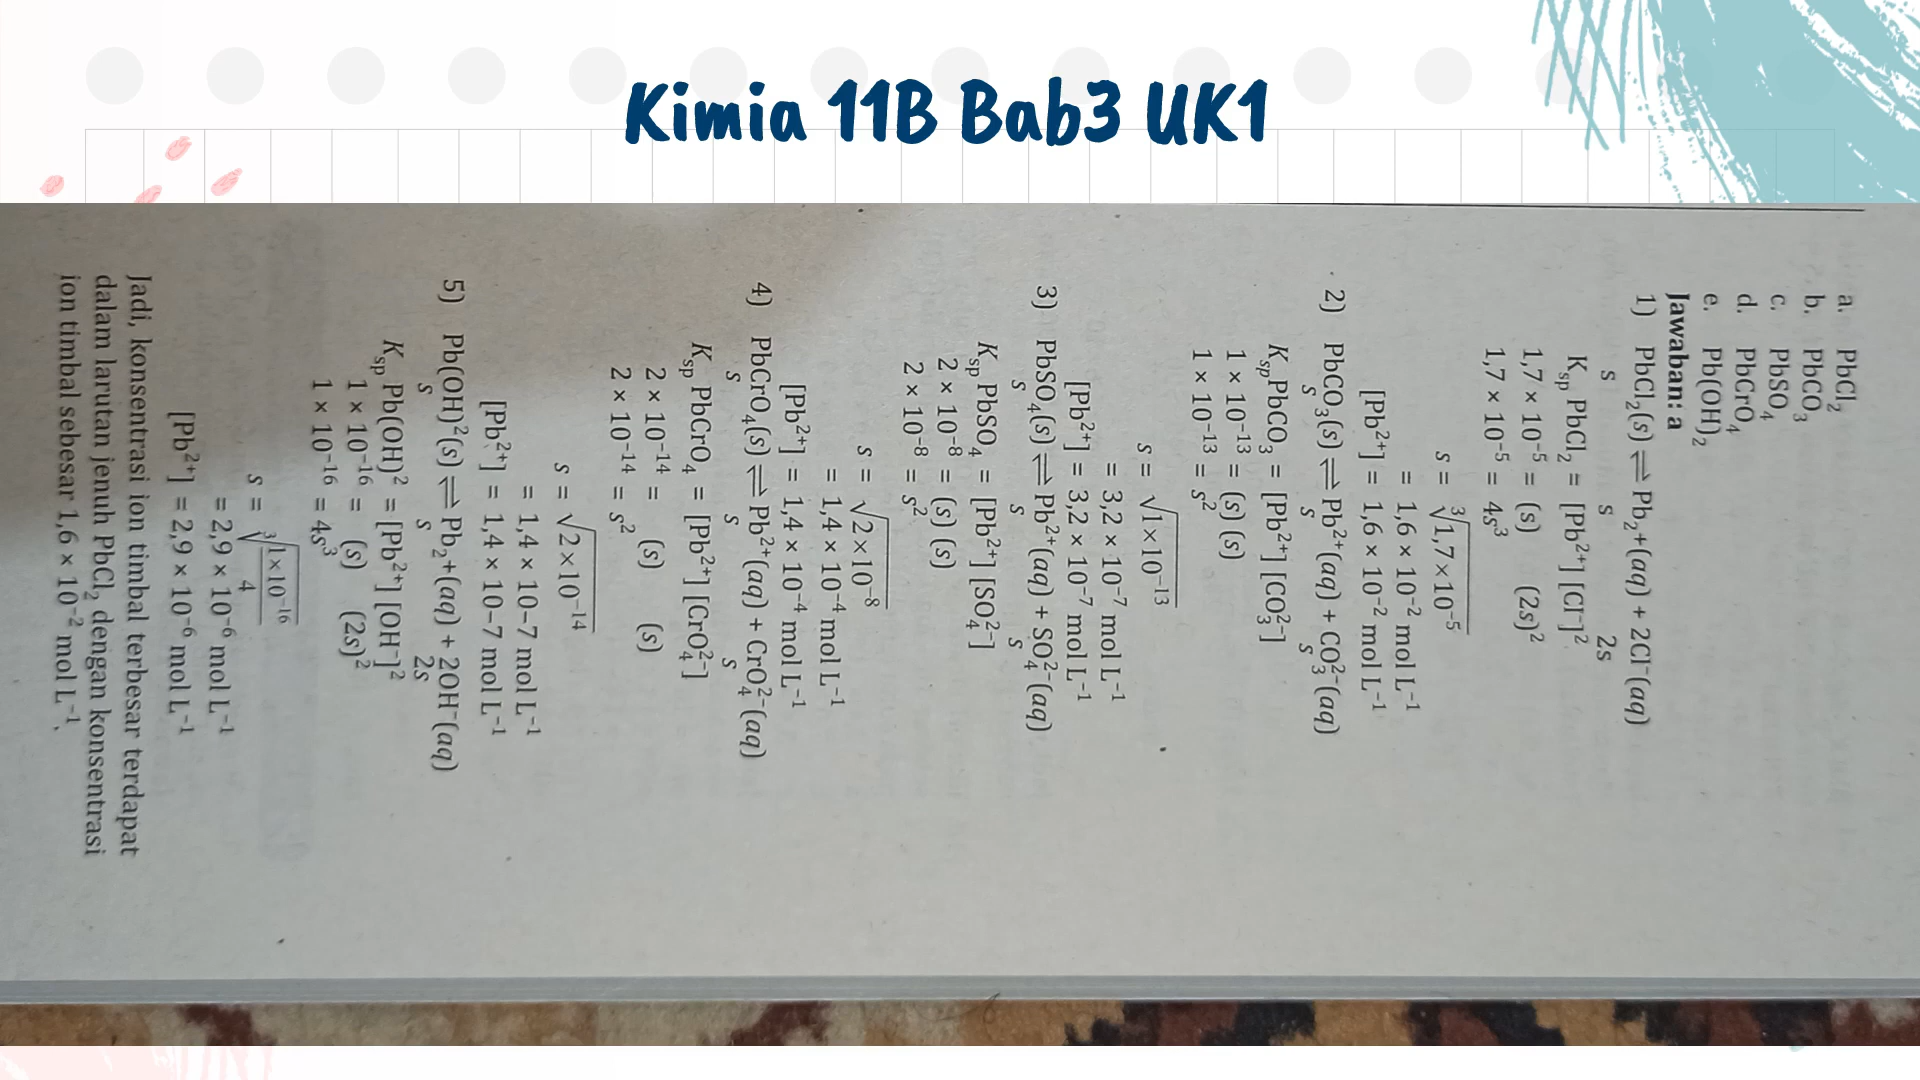 Kimia 11B Bab3 UK1
a. PbCl₂
b. PbCO₃
c. PbSO₄
d. PbCrO₄
e. Pb(OH)₂
Jawaban: a
1) PbCl₂(s) ⇌ Pb₂+(aq) + 2Cl⁻(aq)
s s 2s
Kₛₚ PbCl₂ = [Pb²⁺] [Cl⁻]²
1,7 × 10⁻⁵ = (s) (2s)²
1,7 × 10⁻⁵ = 4s³
s = ∛1,7×10⁻⁵
= 1,6 × 10⁻² mol L⁻¹
[Pb²⁺] = 1,6 × 10⁻² mol L⁻¹
2) PbCO₃(s) ⇌ Pb²⁺(aq) + CO₃²⁻(aq)
s s s
KₛₚPbCO₃ = [Pb²⁺] [CO₃²⁻]
1 × 10⁻¹³ = (s) (s)
1 × 10⁻¹³ = s²
s = √1×10⁻¹³
= 3,2 × 10⁻⁷ mol L⁻¹
[Pb²⁺] = 3,2 × 10⁻⁷ mol L⁻¹
3) PbSO₄(s) ⇌ Pb²⁺(aq) + SO₄²⁻(aq)
s s s
Kₛₚ PbSO₄ = [Pb²⁺] [SO₄²⁻]
2 × 10⁻⁸ = (s) (s)
2 × 10⁻⁸ = s²
s = √2×10⁻⁸
= 1,4 × 10⁻⁴ mol L⁻¹
[Pb²⁺] = 1,4 × 10⁻⁴ mol L⁻¹
4) PbCrO₄(s) ⇌ Pb²⁺(aq) + CrO₄²⁻(aq)
s s s
Kₛₚ PbCrO₄ = [Pb²⁺] [CrO₄²⁻]
2 × 10⁻¹⁴ = (s) (s)
2 × 10⁻¹⁴ = s²
s = √2×10⁻¹⁴
= 1,4 × 10–7 mol L⁻¹
[Pb²⁺] = 1,4 × 10–7 mol L⁻¹
5) Pb(OH)²(s) ⇌ Pb₂+(aq) + 2OH⁻(aq)
s s 2s
Kₛₚ Pb(OH)² = [Pb²⁺] [OH⁻]²
1 × 10⁻¹⁶ = (s) (2s)²
1 × 10⁻¹⁶ = 4s³
s = ∛1×10⁻¹⁶/4
= 2,9 × 10⁻⁶ mol L⁻¹
[Pb²⁺] = 2,9 × 10⁻⁶ mol L⁻¹
Jadi, konsentrasi ion timbal terbesar terdapat
dalam larutan jenuh PbCl₂ dengan konsentrasi
ion timbal sebesar 1,6 × 10⁻² mol L⁻¹.